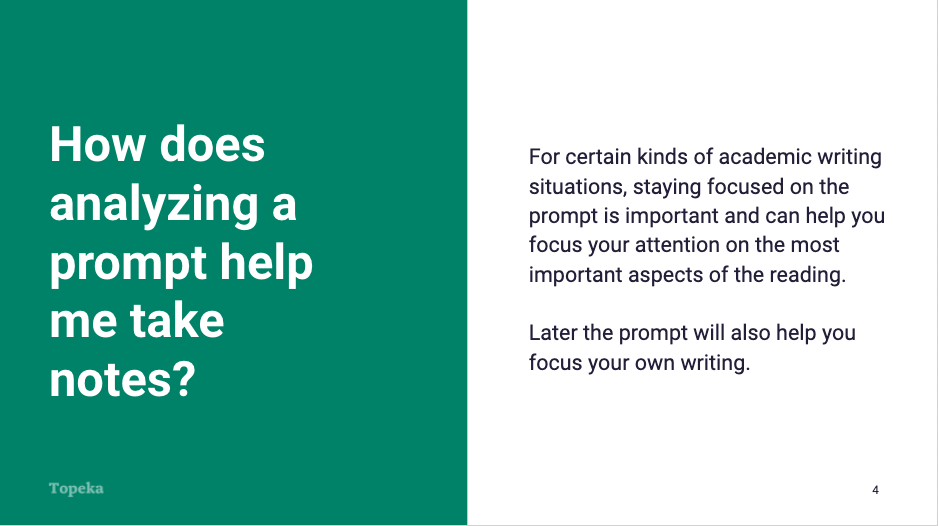 How does
analyzing a
prompt help
me take
notes?
For certain kinds of academic writing
situations, staying focused on the
prompt is important and can help you
focus your attention on the most
important aspects of the reading.
Later the prompt will also help you
focus your own writing.
Topeka
4